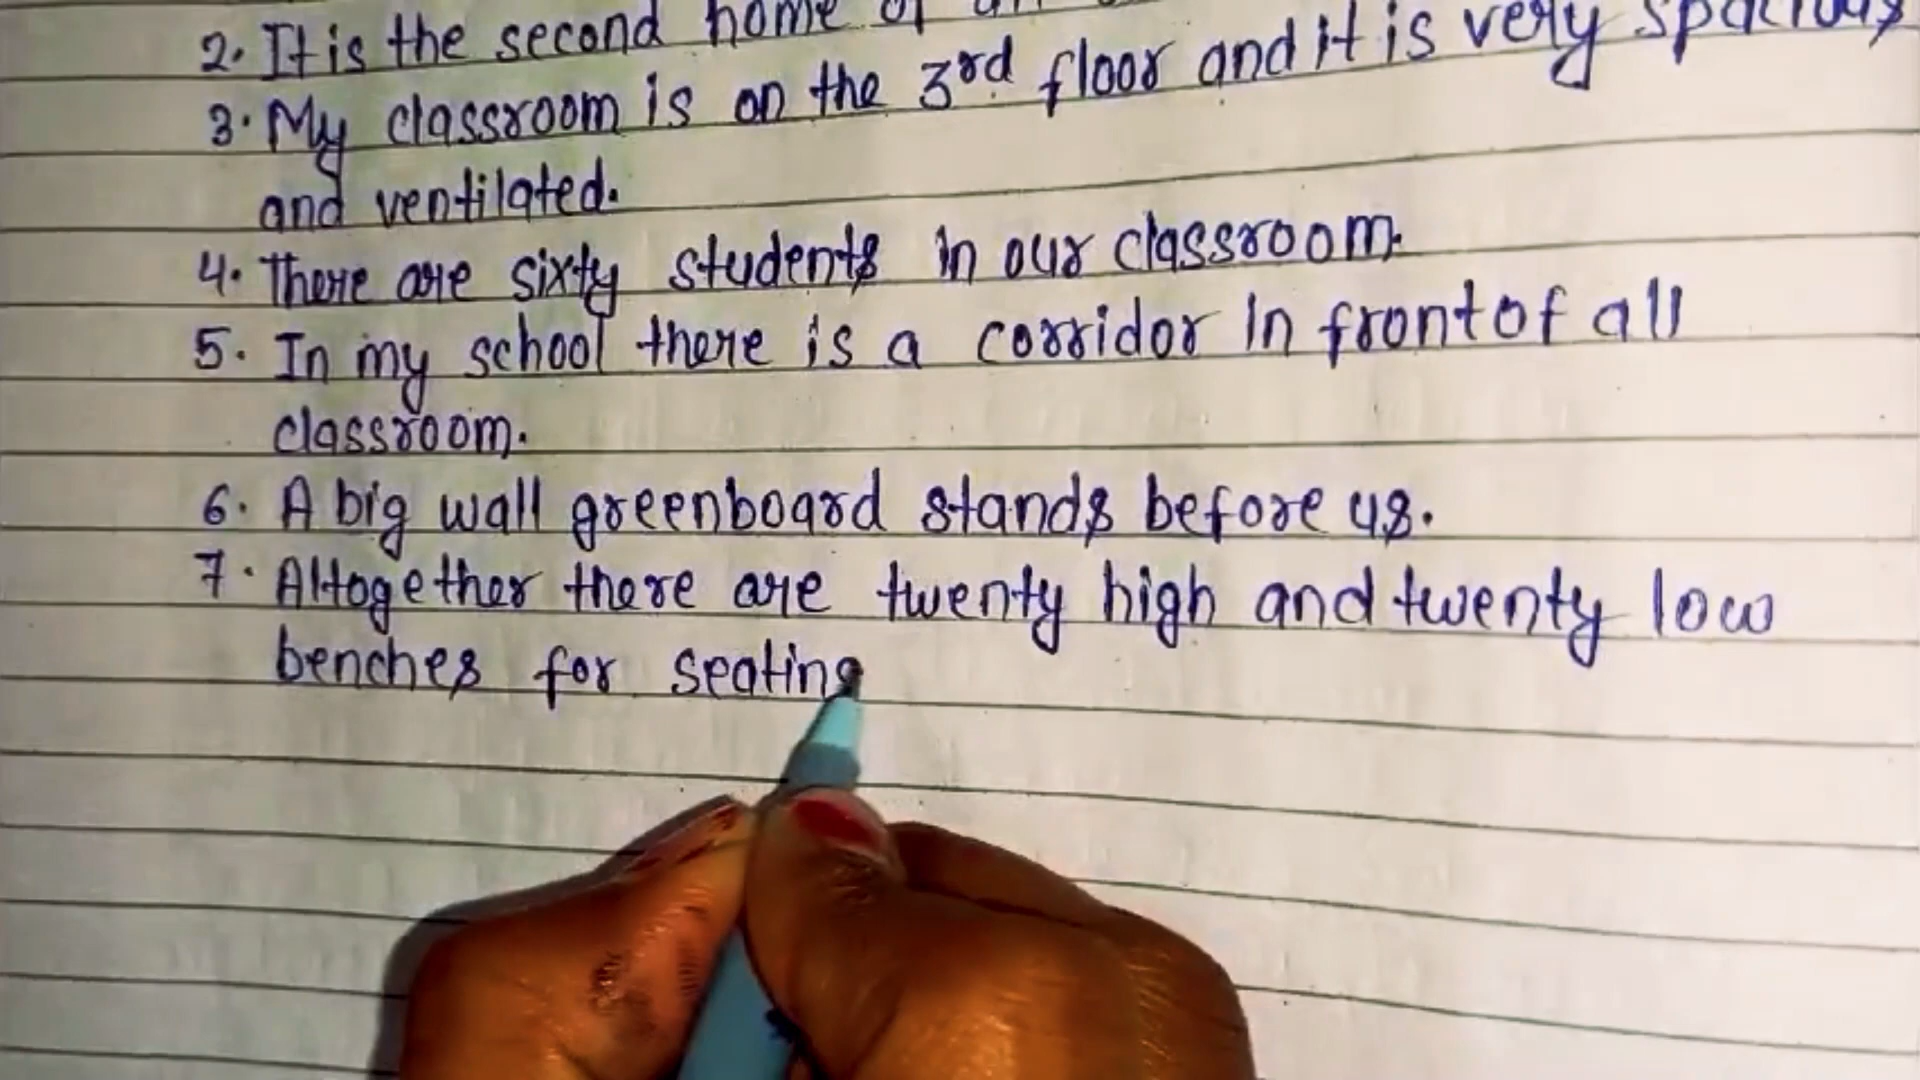 2. It is the second home of
3. My classroom is on the 3rd floor and it is very spacious
and ventilated.
4. There are sixty students in our classroom.
5. In my school there is a corridor in front of all
classroom.
6. A big wall greenboard stands before us.
7. Altogether there are twenty high and twenty low
benches for seating